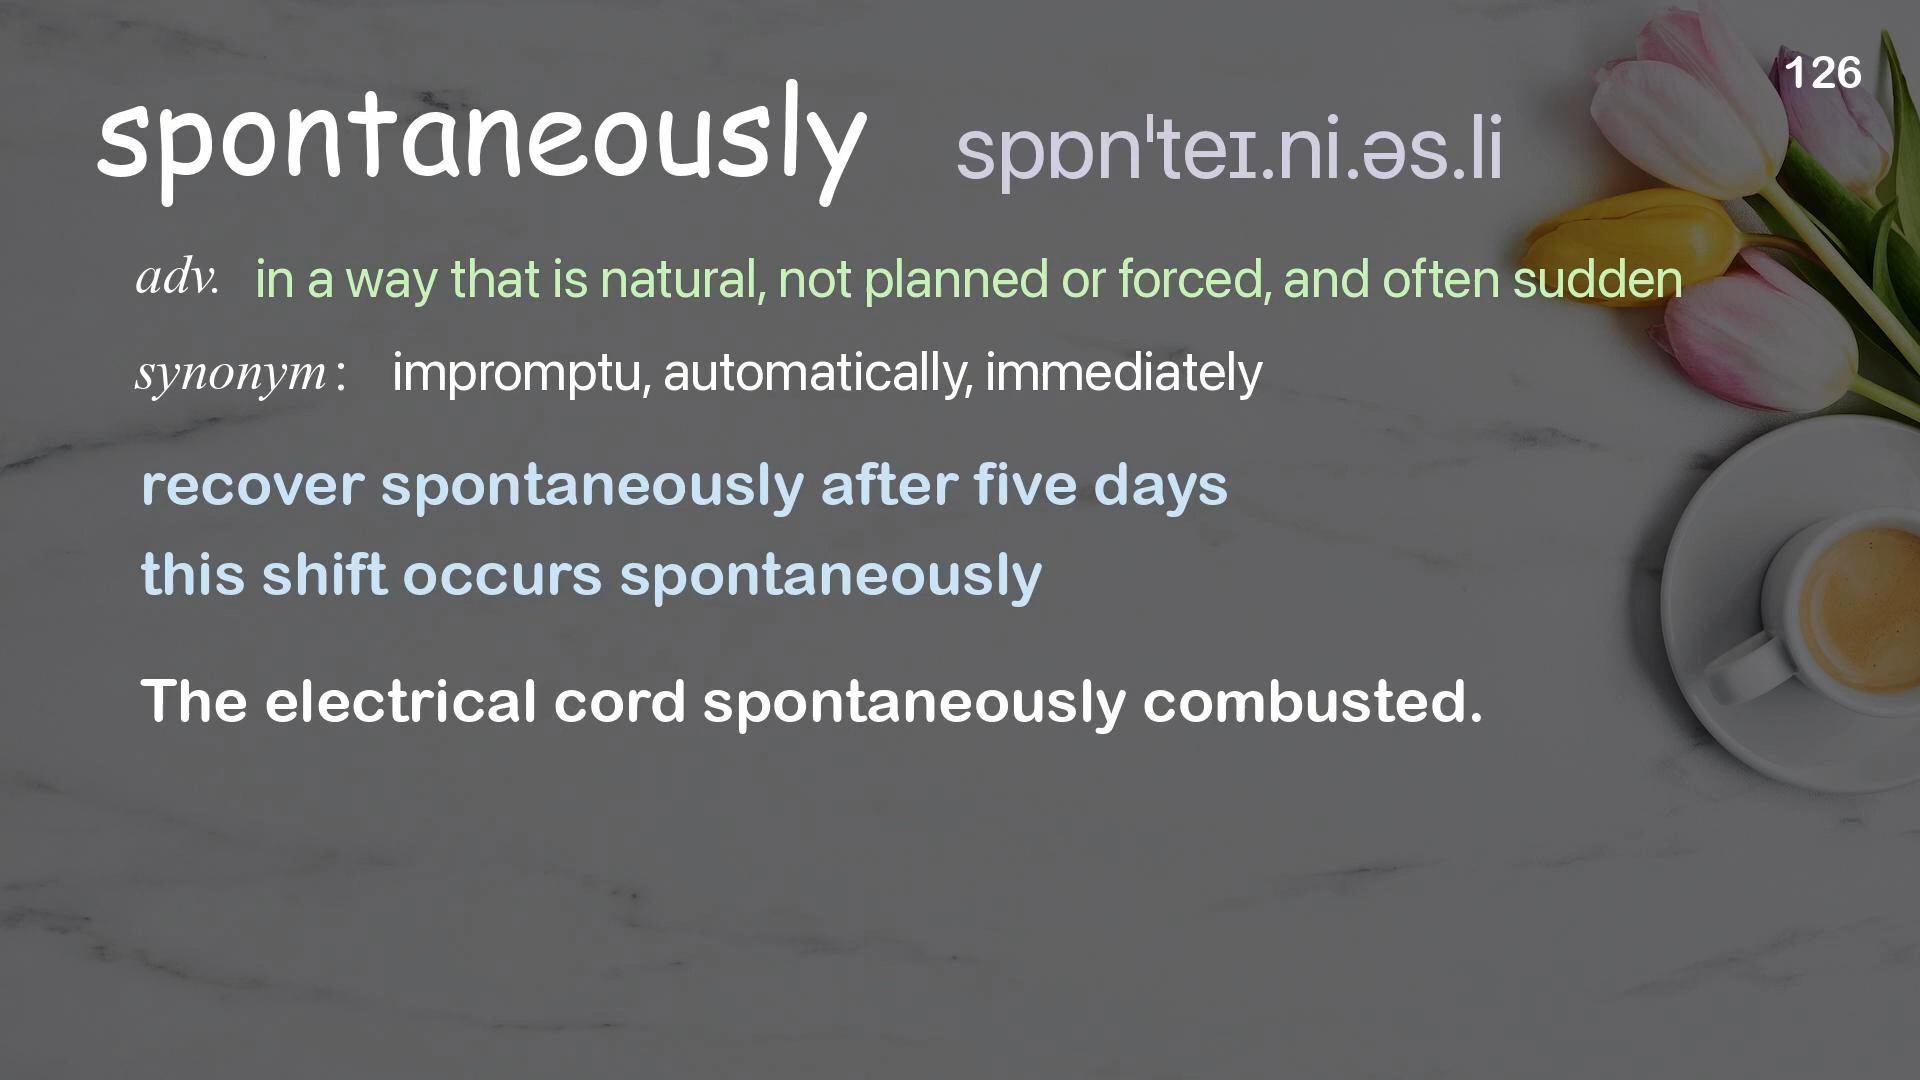 126
spontaneously spɒnˈteɪ.ni.əs.li
adv. in a way that is natural, not planned or forced, and often sudden
synonym: impromptu, automatically, immediately
recover spontaneously after five days
this shift occurs spontaneously
The electrical cord spontaneously combusted.